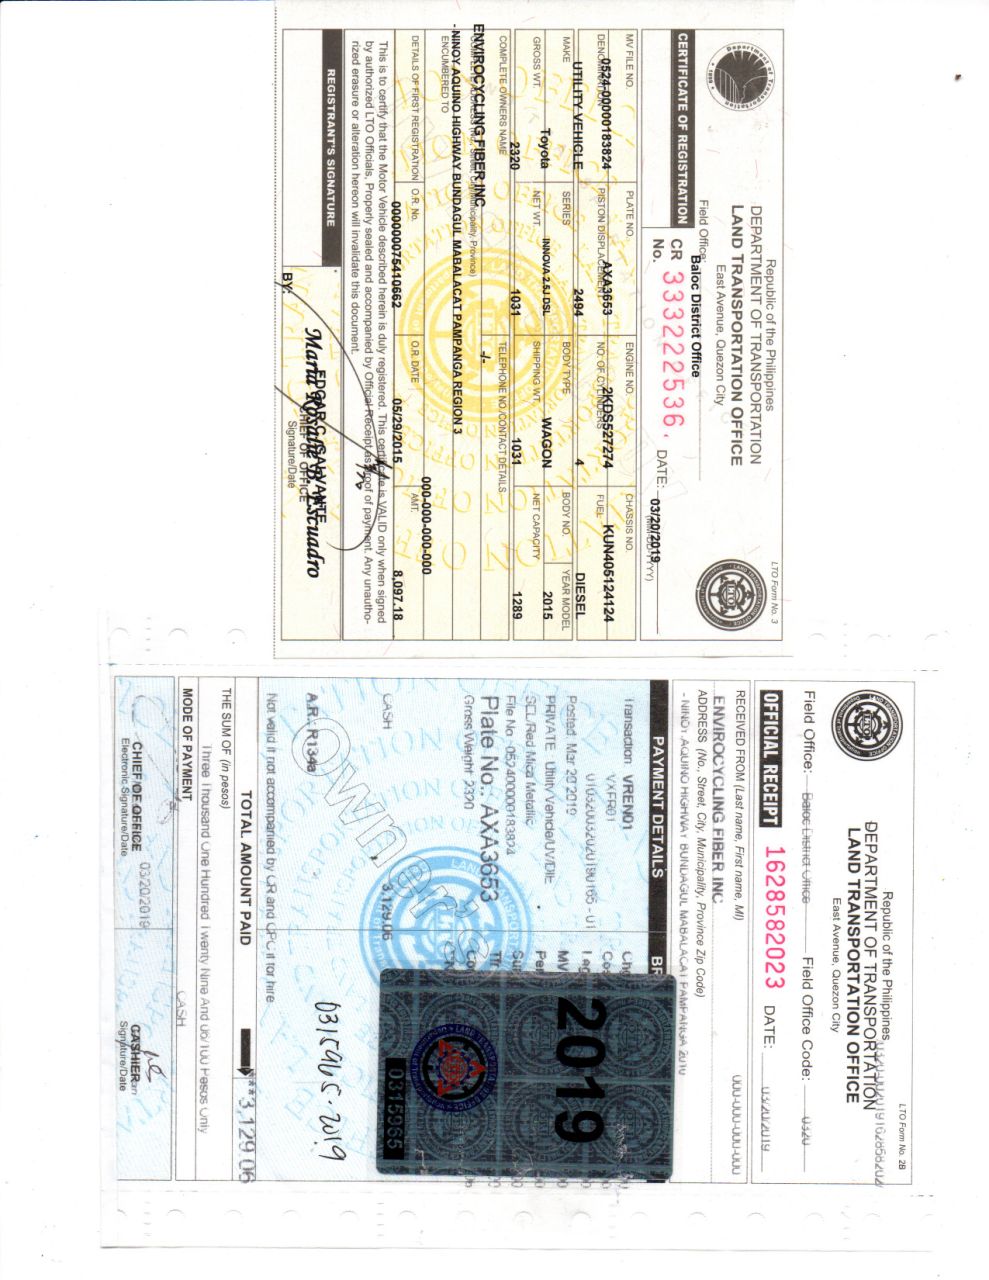 LTO Form No. 3
Republic of the Philippines
DEPARTMENT OF TRANSPORTATION
LAND TRANSPORTATION OFFICE
East Avenue, Quezon City
Field Office: Baloc District Office
CERTIFICATE OF REGISTRATION
CR No. 333222536.
DATE: 03/20/2019
(MM/DD/YYYY)
MV FILE NO. PLATE NO. ENGINE NO. CHASSIS NO.
0524-00000183824 AXA3653 2KDS527274 KUN405124124
DENOMINATION PISTON DISPLACEMENT NO. OF CYLINDERS FUEL
UTILITY VEHICLE 2494 4 DIESEL
MAKE SERIES BODY TYPE BODY NO. YEAR MODEL
Toyota INNOVA 2.5J DSL WAGON 2015
GROSS WT. NET WT. SHIPPING WT. NET CAPACITY
2320 1031 1031 1289
COMPLETE OWNERS NAME TELEPHONE NO./CONTACT DETAILS
ENVIROCYCLING FIBER INC -/-
COMPLETE ADDRESS (No., Street, City/Municipality, Province)
- NINOY AQUINO HIGHWAY BUNDAGUL MABALACAT PAMPANGA REGION 3
ENCUMBERED TO
000-000-000-000
DETAILS OF FIRST REGISTRATION O.R. No. O.R. DATE AMT.
000000075410662 05/29/2015 8,097.18
This is to certify that the Motor Vehicle described herein is duly registered. This certificate is VALID only when signed
by authorized LTO Officials, Properly sealed and accompanied by Official Receipt as proof of payment. Any unautho-
rized erasure or alteration hereon will invalidate this document.
REGISTRANT'S SIGNATURE
BY:
CHIEF OF OFFICE
Signature/Date
LTO Form No. 2B
Republic of the Philippines
DEPARTMENT OF TRANSPORTATION
LAND TRANSPORTATION OFFICE
East Avenue, Quezon City
Field Office: Baloc District Office Field Office Code: 0320
OFFICIAL RECEIPT 1628582023 DATE: 03/20/2019
RECEIVED FROM (Last name, First name, MI)
ENVIROCYCLING FIBER INC 000-000-000-000
ADDRESS (No., Street, City, Municipality, Province Zip Code)
- NINOY AQUINO HIGHWAY BUNDAGUL MABALACAT PAMPANGA 2010
PAYMENT DETAILS
Transaction VREN01
VXFR01
Posted: Mar 20 2019
PRIVATE Utility Vehicle/UV/DIE
SEL/Red Mica Metallic
File No. 052400000183824
Plate No.. AXA3653
Gross Weight 2320
CASH 3,129.06
A.R. R134a
Owner's
2019
0315965
0315965-2019
Not valid if not accompanied by CR and CPC if for hire
TOTAL AMOUNT PAID ***3,129.06
THE SUM OF (in pesos)
Three Thousand One Hundred Twenty Nine And 06/100 Pesos Only
MODE OF PAYMENT CASH
03/20/2019
CHIEF OF OFFICE
Electronic Signature/Date
CASHIER
Signature/Date